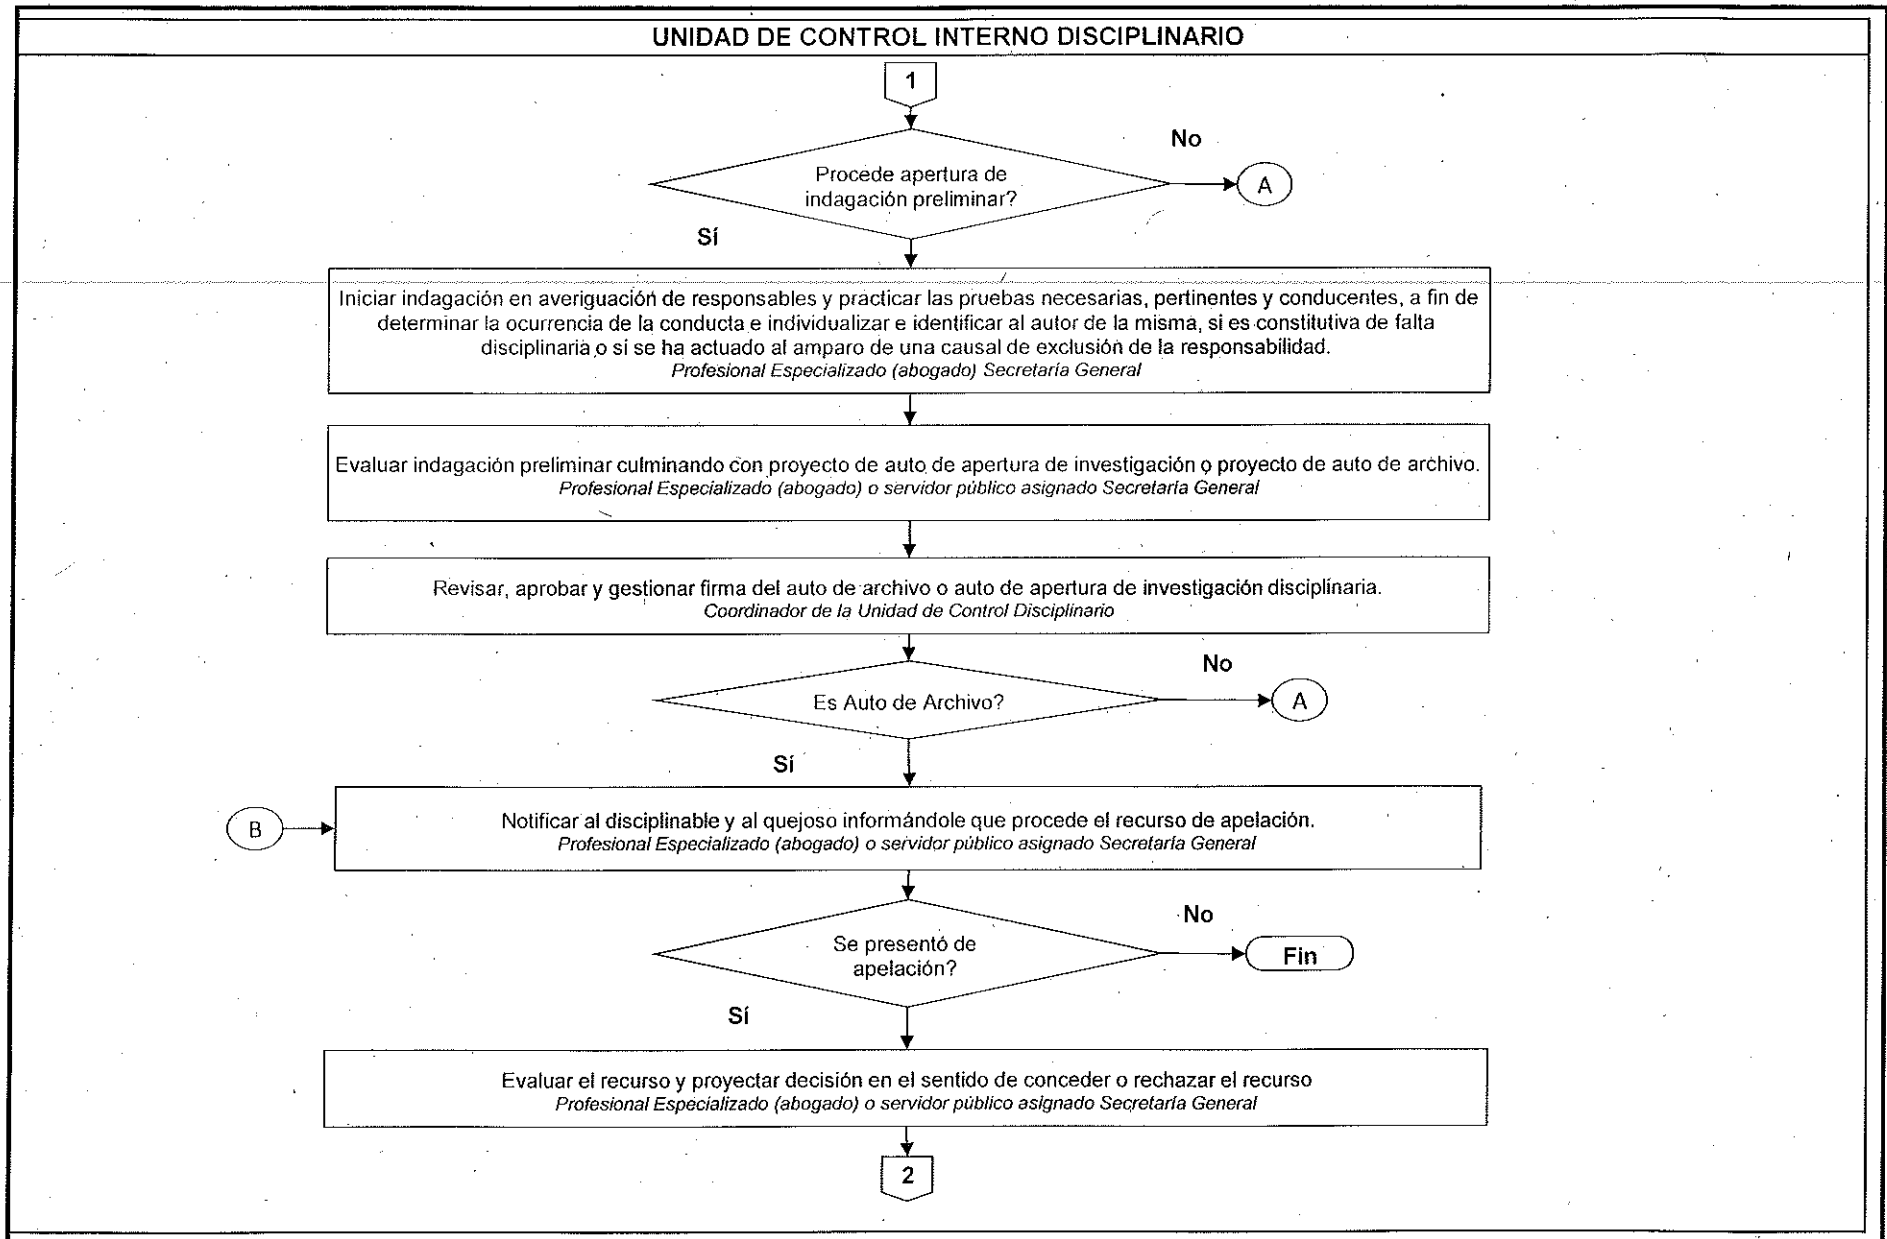 UNIDAD DE CONTROL INTERNO DISCIPLINARIO
1
No
Procede apertura de
indagación preliminar?
A
Sí
Iniciar indagación en averiguación de responsables y practicar las pruebas necesarias, pertinentes y conducentes, a fin de
determinar la ocurrencia de la conducta e individualizar e identificar al autor de la misma, si es constitutiva de falta
disciplinaria o si se ha actuado al amparo de una causal de exclusión de la responsabilidad.
Profesional Especializado (abogado) Secretaría General
Evaluar indagación preliminar culminando con proyecto de auto de apertura de investigación o proyecto de auto de archivo.
Profesional Especializado (abogado) o servidor público asignado Secretaría General
Revisar, aprobar y gestionar firma del auto de archivo o auto de apertura de investigación disciplinaria.
Coordinador de la Unidad de Control Disciplinario
No
Es Auto de Archivo?
A
Sí
B
Notificar al disciplinable y al quejoso informándole que procede el recurso de apelación.
Profesional Especializado (abogado) o servidor público asignado Secretaría General
No
Se presentó de
apelación?
Fin
Sí
Evaluar el recurso y proyectar decisión en el sentido de conceder o rechazar el recurso
Profesional Especializado (abogado) o servidor público asignado Secretaría General
2